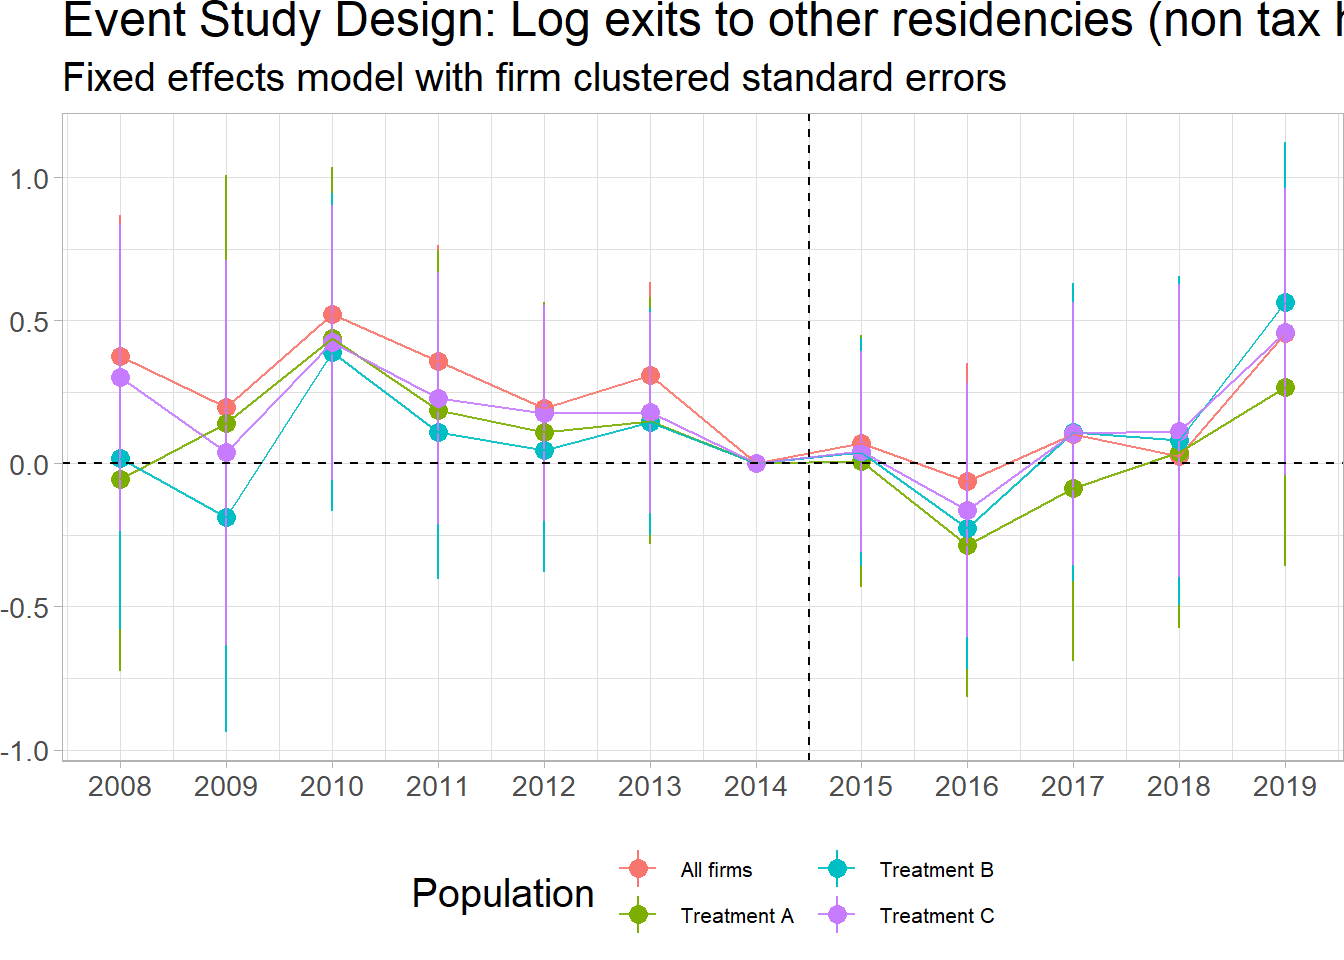 Event Study Design: Log exits to other residencies (non tax
Fixed effects model with firm clustered standard errors
1.0
0.5
0.0
-0.5
-1.0
2008 2009 2010 2011 2012 2013 2014 2015 2016 2017 2018 2019
Population
All firms
Treatment A
Treatment B
Treatment C